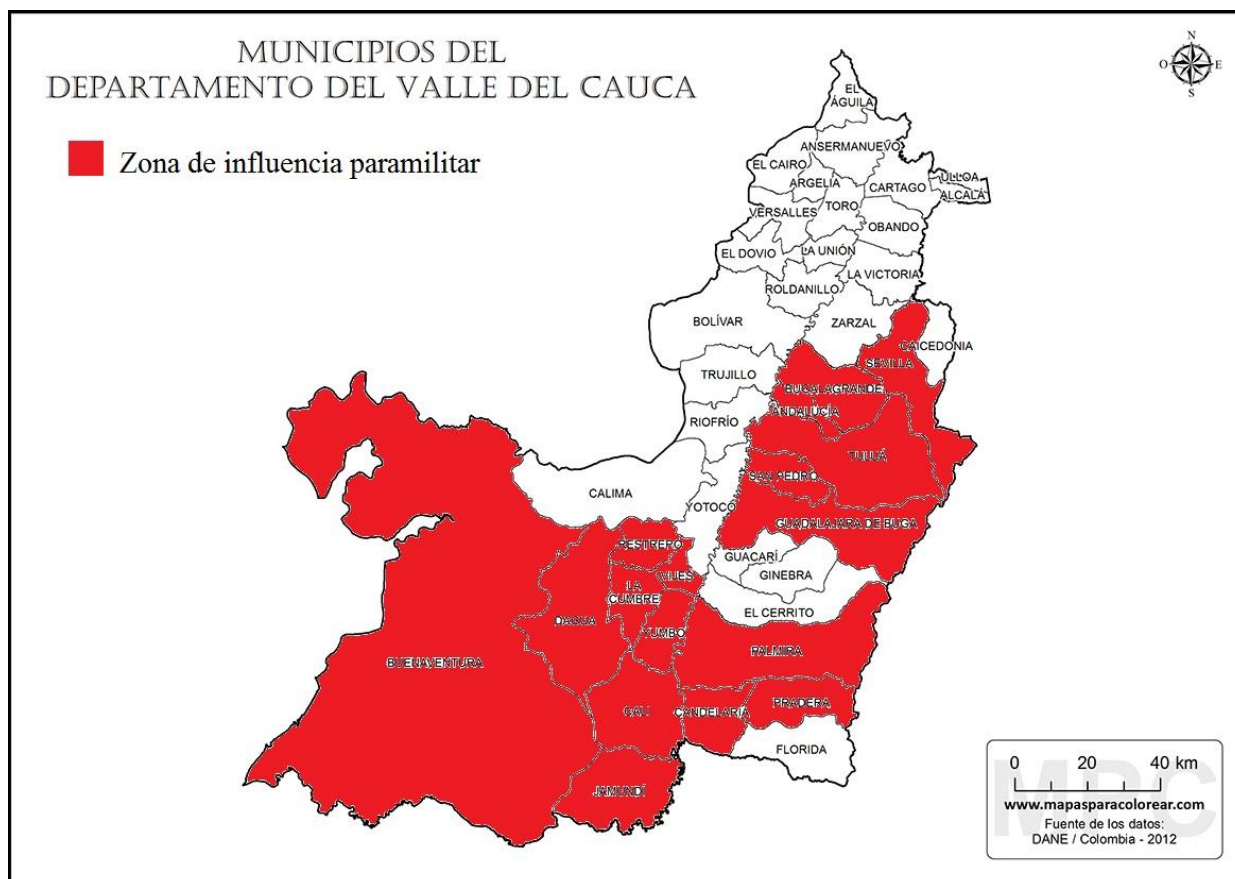 MUNICIPIOS DEL
DEPARTAMENTO DEL VALLE DEL CAUCA
Zona de influencia paramilitar
N
O
E
S
EL
ÁGUILA
ANSERMANUEVO
EL CAIRO
ARGELIA
CARTAGO
ULLOA
ALCALÁ
VERSALLES
TORO
OBANDO
EL DOVIO
LA UNIÓN
LA VICTORIA
ROLDANILLO
BOLÍVAR
ZARZAL
CAICEDONIA
SEVILLA
TRUJILLO
BUGALAGRANDE
ANDALUCÍA
RIOFRÍO
TULUÁ
SAN PEDRO
CALIMA
YOTOCO
GUADALAJARA DE BUGA
RESTREPO
GUACARÍ
VIJES
GINEBRA
LA
CUMBRE
EL CERRITO
DAGUA
YUMBO
PALMIRA
BUENAVENTURA
PRADERA
CALI
CANDELARÍA
FLORIDA
JAMUNDÍ
0 20 40 km
MPC
www.mapasparacolorear.com
Fuente de los datos:
DANE / Colombia - 2012